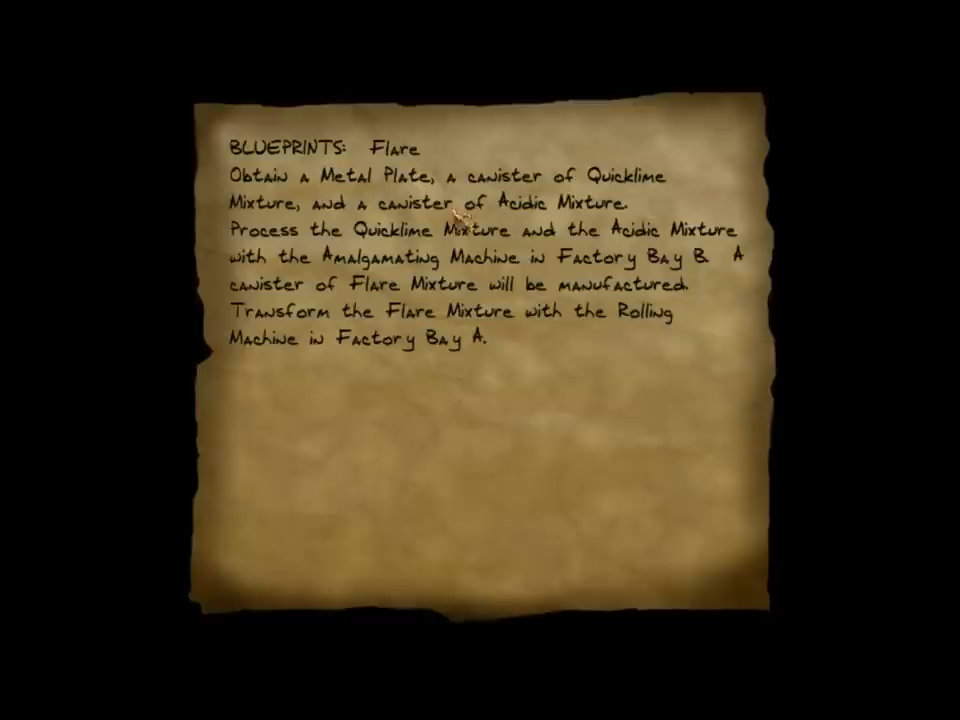 BLUEPRINTS: Flare
Obtain a Metal Plate, a canister of Quicklime
Mixture, and a canister of Acidic Mixture.
Process the Quicklime Mixture and the Acidic Mixture
with the Amalgamating Machine in Factory Bay B. A
canister of Flare Mixture will be manufactured.
Transform the Flare Mixture with the Rolling
Machine in Factory Bay A.